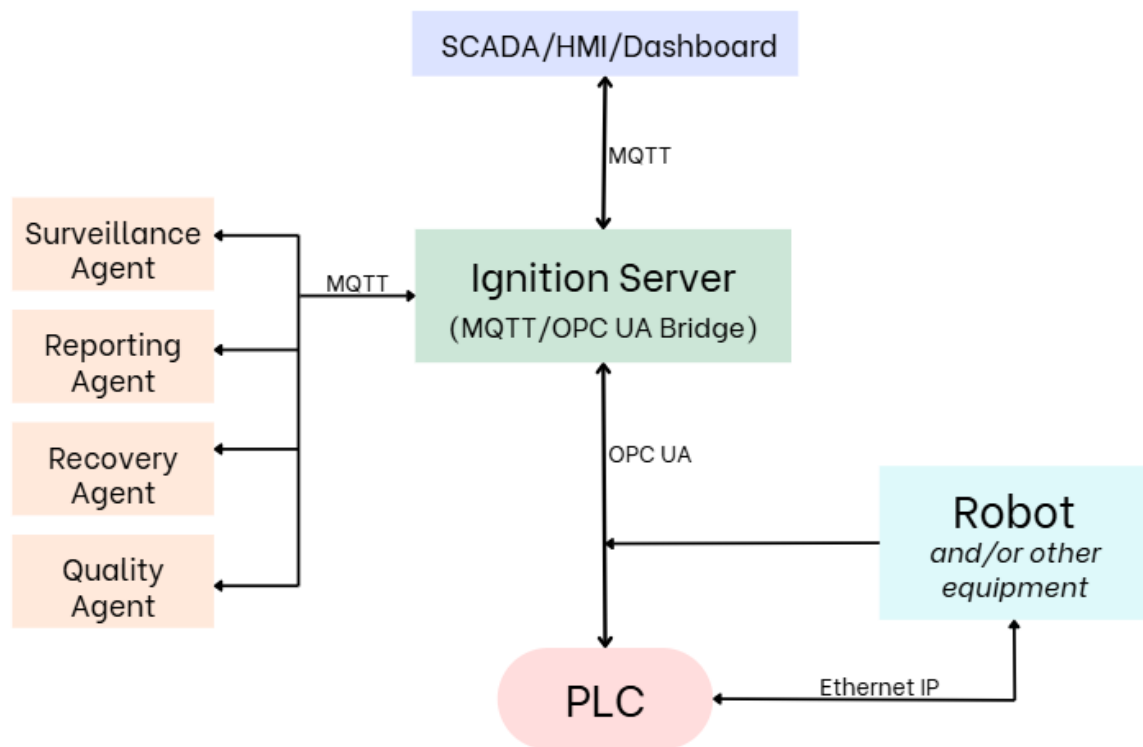 SCADA/HMI/Dashboard
MQTT
Surveillance
Agent
MQTT
Ignition Server
(MQTT/OPC UA Bridge)
Reporting
Agent
Recovery
Agent
OPC UA
Quality
Agent
Robot
and/or other
equipment
PLC
Ethernet IP